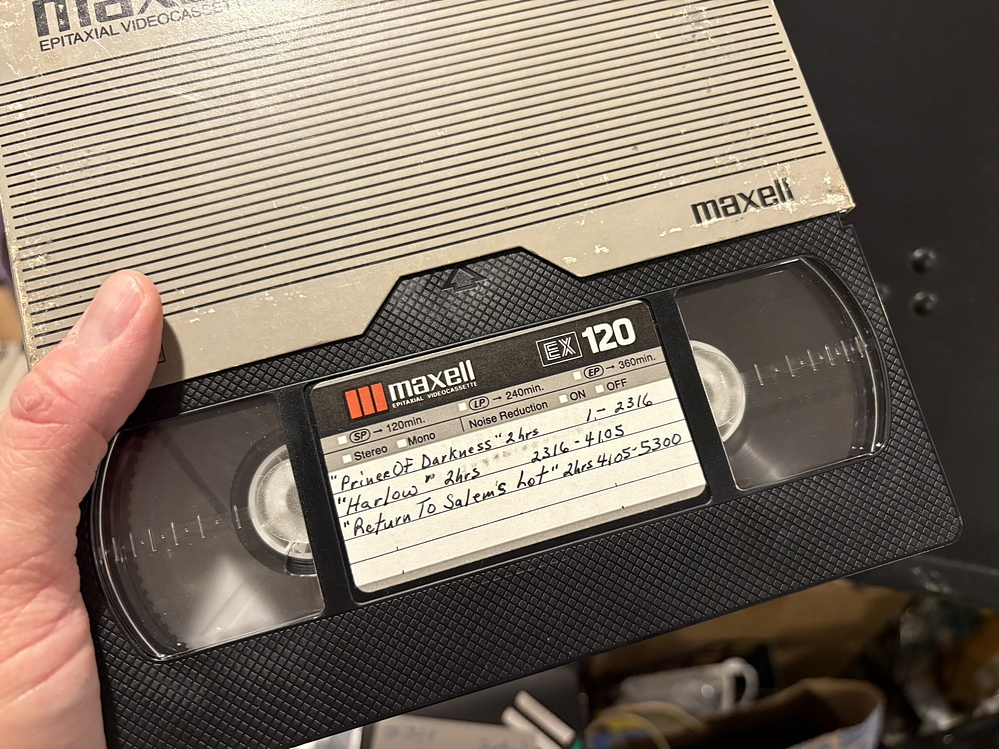 maxell
EPITAXIAL VIDEOCASSETTE
maxell
maxell
EPITAXIAL VIDEOCASSETTE
EX 120
SP → 120min. LP → 240min. EP → 360min.
Stereo Mono Noise Reduction ON OFF
"Prince OF Darkness" 2hrs 1 - 2316
"Harlow" 2hrs 2316 - 4105
"Return To Salem's Lot" 2hrs 4105-5300